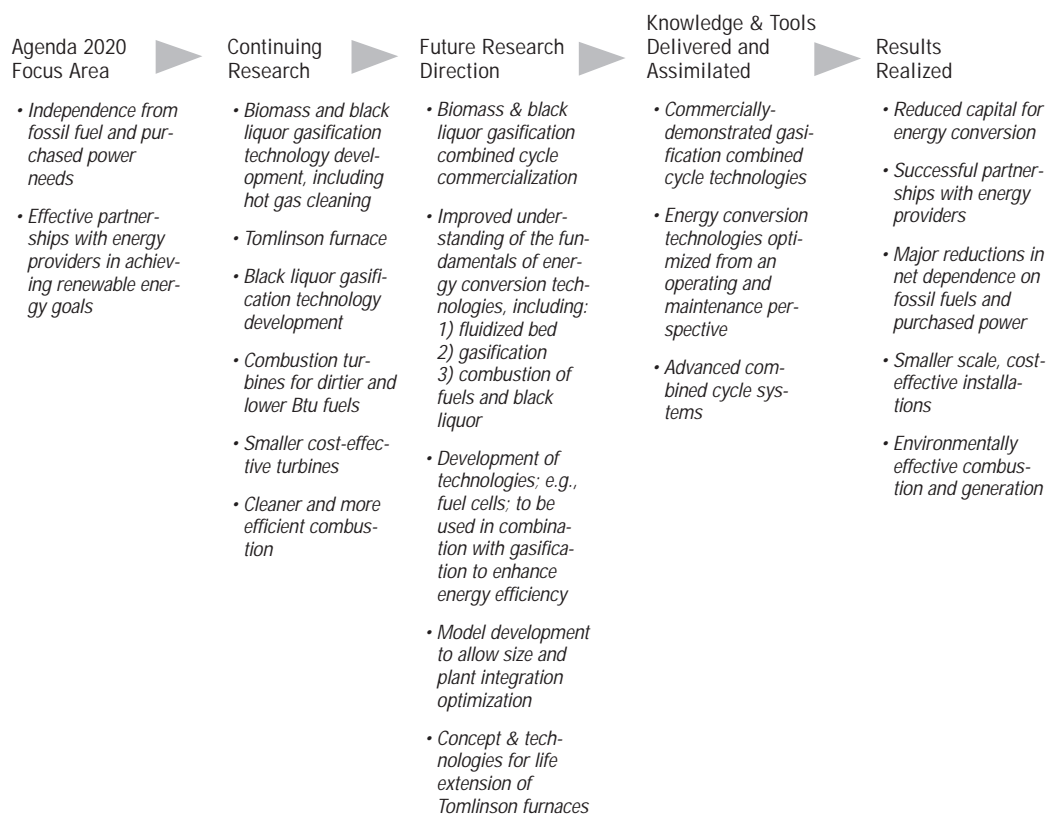 Agenda 2020
Focus Area
• Independence from
fossil fuel and pur-
chased power
needs
• Effective partner-
ships with energy
providers in achiev-
ing renewable ener-
gy goals
Continuing
Research
• Biomass and black
liquor gasification
technology devel-
opment, including
hot gas cleaning
• Tomlinson furnace
• Black liquor gasifi-
cation technology
development
• Combustion tur-
bines for dirtier and
lower Btu fuels
• Smaller cost-effec-
tive turbines
• Cleaner and more
efficient combus-
tion
Future Research
Direction
• Biomass & black
liquor gasification
combined cycle
commercialization
• Improved under-
standing of the fun-
damentals of ener-
gy conversion tech-
nologies, including:
1) fluidized bed
2) gasification
3) combustion of
fuels and black
liquor
• Development of
technologies; e.g.,
fuel cells; to be
used in combina-
tion with gasifica-
tion to enhance
energy efficiency
• Model development
to allow size and
plant integration
optimization
• Concept & tech-
nologies for life
extension of
Tomlinson furnaces
Knowledge & Tools
Delivered and
Assimilated
• Commercially-
demonstrated gasi-
fication combined
cycle technologies
• Energy conversion
technologies opti-
mized from an
operating and
maintenance per-
spective
• Advanced com-
bined cycle sys-
tems
Results
Realized
• Reduced capital for
energy conversion
• Successful partner-
ships with energy
providers
• Major reductions in
net dependence on
fossil fuels and
purchased power
• Smaller scale, cost-
effective installa-
tions
• Environmentally
effective combus-
tion and generation